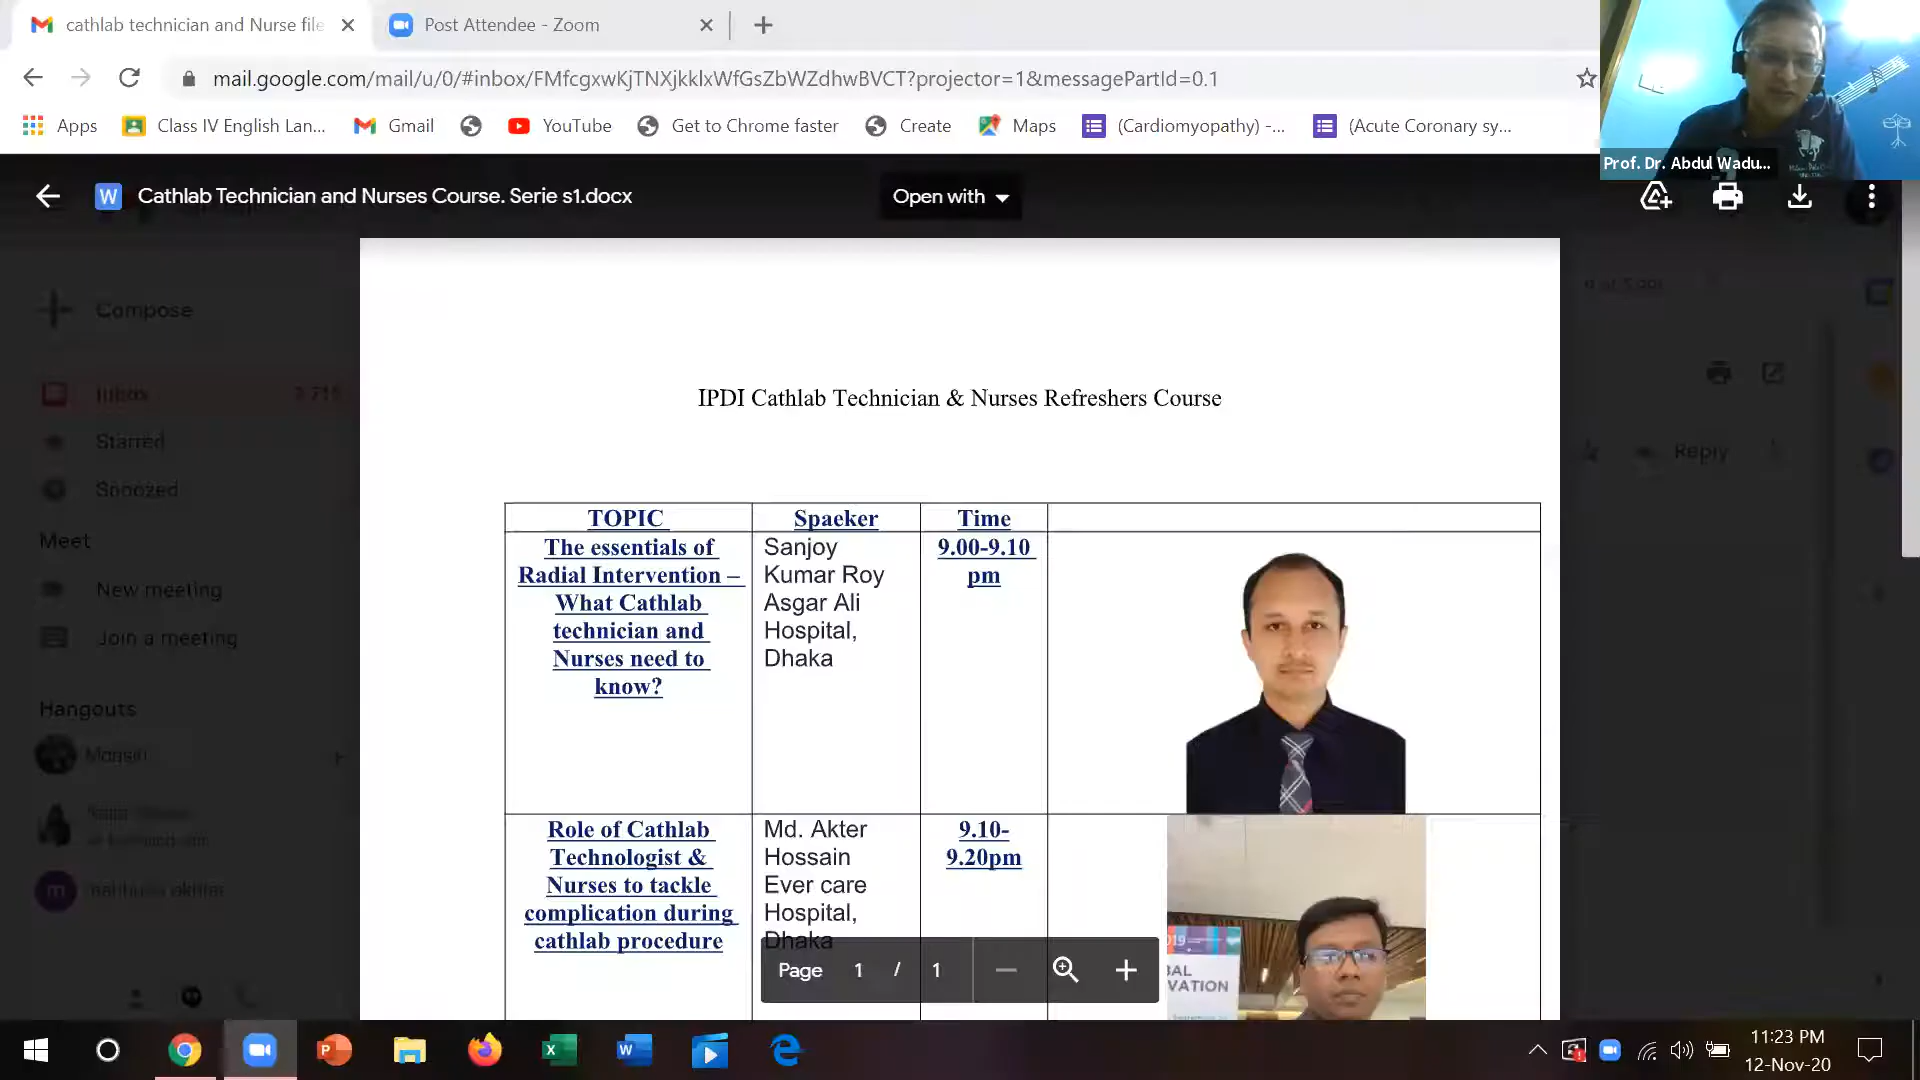 cathlab technician and Nurse file
Post Attendee - Zoom
mail.google.com/mail/u/0/#inbox/FMfcgxwKjTNXjkklxWfGsZbWZdhwBVCT?projector=1&messagePartId=0.1
Apps
Class IV English Lan...
Gmail
YouTube
Get to Chrome faster
Create
Maps
(Cardiomyopathy) -...
(Acute Coronary sy...
Prof. Dr. Abdul Wadu...
W
Cathlab Technician and Nurses Course. Serie s1.docx
Open with
Compose
Inbox
Starred
Snoozed
Meet
New meeting
Join a meeting
Hangouts
Reply
IPDI Cathlab Technician & Nurses Refreshers Course
TOPIC
Spaeker
Time
The essentials of
Radial Intervention –
What Cathlab
technician and
Nurses need to
know?
Sanjoy
Kumar Roy
Asgar Ali
Hospital,
Dhaka
9.00-9.10
pm
Role of Cathlab
Technologist &
Nurses to tackle
complication during
cathlab procedure
Md. Akter
Hossain
Ever care
Hospital,
Dhaka
9.10-
9.20pm
VATION
Page 1 / 1
11:23 PM
12-Nov-20